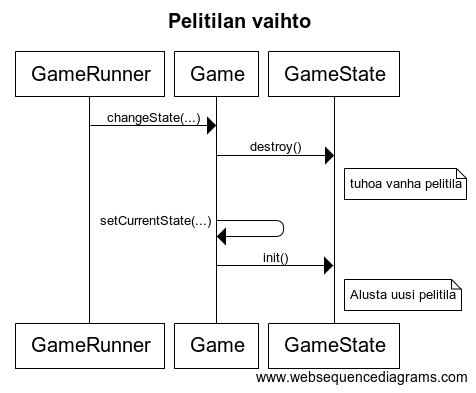 Pelitilan vaihto
GameRunner Game GameState
changeState(...)
destroy()
tuhoa vanha pelitila
setCurrentState(...)
init()
Alusta uusi pelitila
GameRunner Game GameState
www.websequencediagrams.com